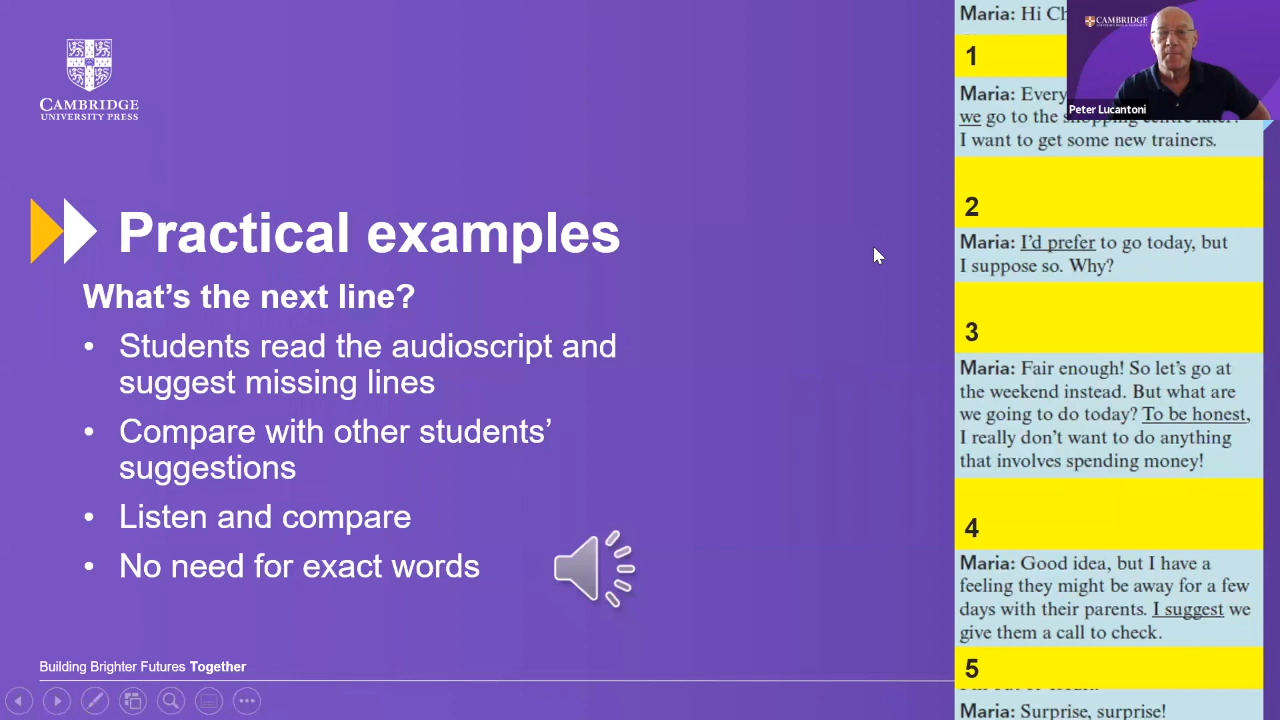 CAMBRIDGE
UNIVERSITY PRESS
Practical examples
What's the next line?
• Students read the audioscript and
suggest missing lines
• Compare with other students'
suggestions
• Listen and compare
• No need for exact words
Building Brighter Futures Together
Maria: Hi
1
Maria:
we go to the shopping centre later?
I want to get some new trainers.
2
Maria: I'd prefer to go today, but
I suppose so. Why?
3
Maria: Fair enough! So let's go at
the weekend instead. But what are
we going to do today? To be honest,
I really don't want to do anything
that involves spending money!
4
Maria: Good idea, but I have a
feeling they might be away for a few
days with their parents. I suggest we
give them a call to check.
5
Maria: Surprise, surprise!
CAMBRIDGE
Peter Lucantoni